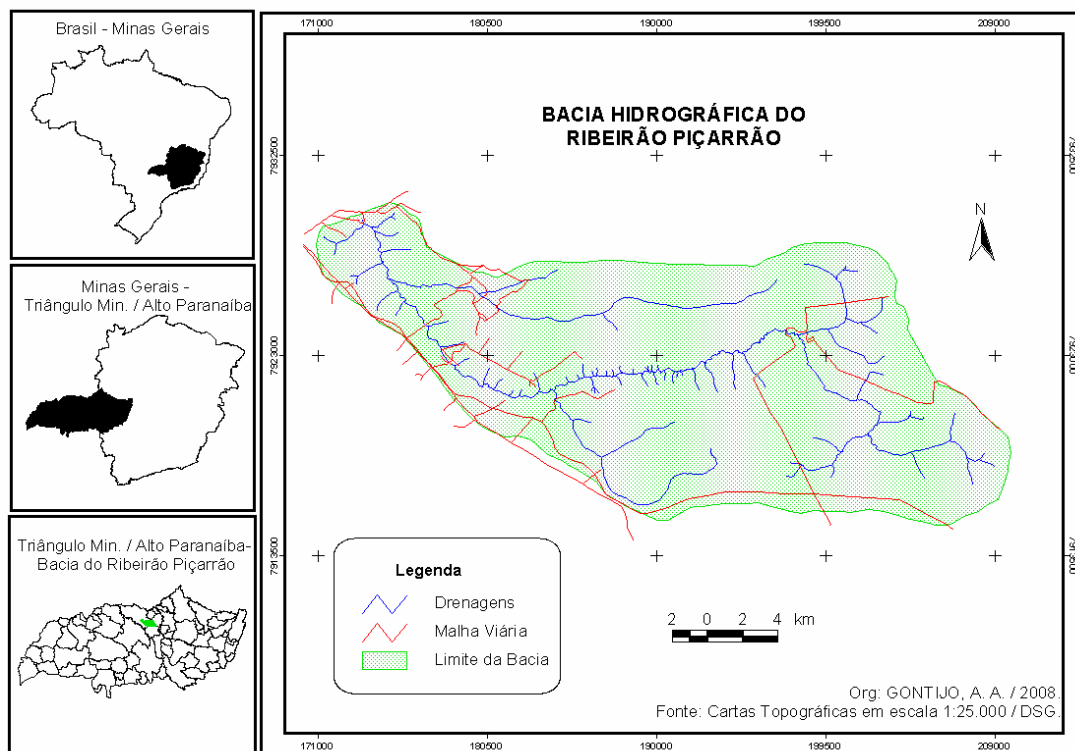 Brasil - Minas Gerais
Minas Gerais -
Triângulo Min. / Alto Paranaíba
Triângulo Min. / Alto Paranaíba-
Bacia do Ribeirão Piçarrão
171000 180500 190000 199500 209000
BACIA HIDROGRÁFICA DO
RIBEIRÃO PIÇARRÃO
7932500 7932500
N
7923000 7923000
7913500 7913500
Legenda
Drenagens
Malha Viária
Limite da Bacia
2 0 2 4 km
Org: GONTIJO, A. A. / 2008.
Fonte: Cartas Topográficas em escala 1:25.000 / DSG.
171000 180500 190000 199500 209000